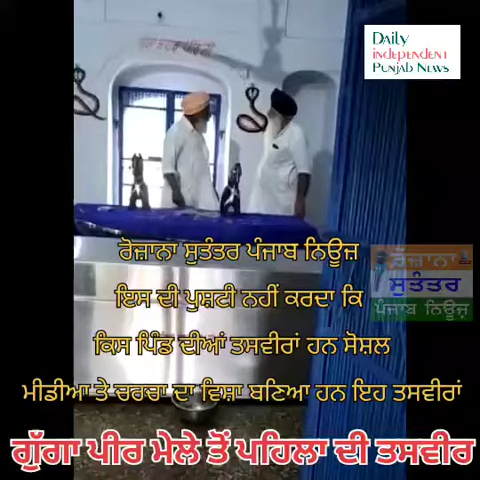 Daily
independent
Punjab News
ਰੋਜ਼ਾਨਾ ਸੁਤੰਤਰ ਪੰਜਾਬ ਨਿਊਜ਼
ਰੋਜ਼ਾਨਾ
ਇਸ ਦੀ ਪੁਸ਼ਟੀ ਨਹੀਂ ਕਰਦਾ ਕਿ
ਸੁਤੰਤਰ
ਪੰਜਾਬ ਨਿਊਜ਼
ਕਿਸ ਪਿੰਡ ਦੀਆਂ ਤਸਵੀਰਾਂ ਹਨ ਸੋਸ਼ਲ
ਮੀਡੀਆ ਤੇ ਚਰਚਾ ਦਾ ਵਿਸ਼ਾ ਬਣਿਆ ਹਨ ਇਹ ਤਸਵੀਰਾਂ
ਗੁੱਗਾ ਪੀਰ ਮੇਲੇ ਤੋਂ ਪਹਿਲਾ ਦੀ ਤਸਵੀਰ